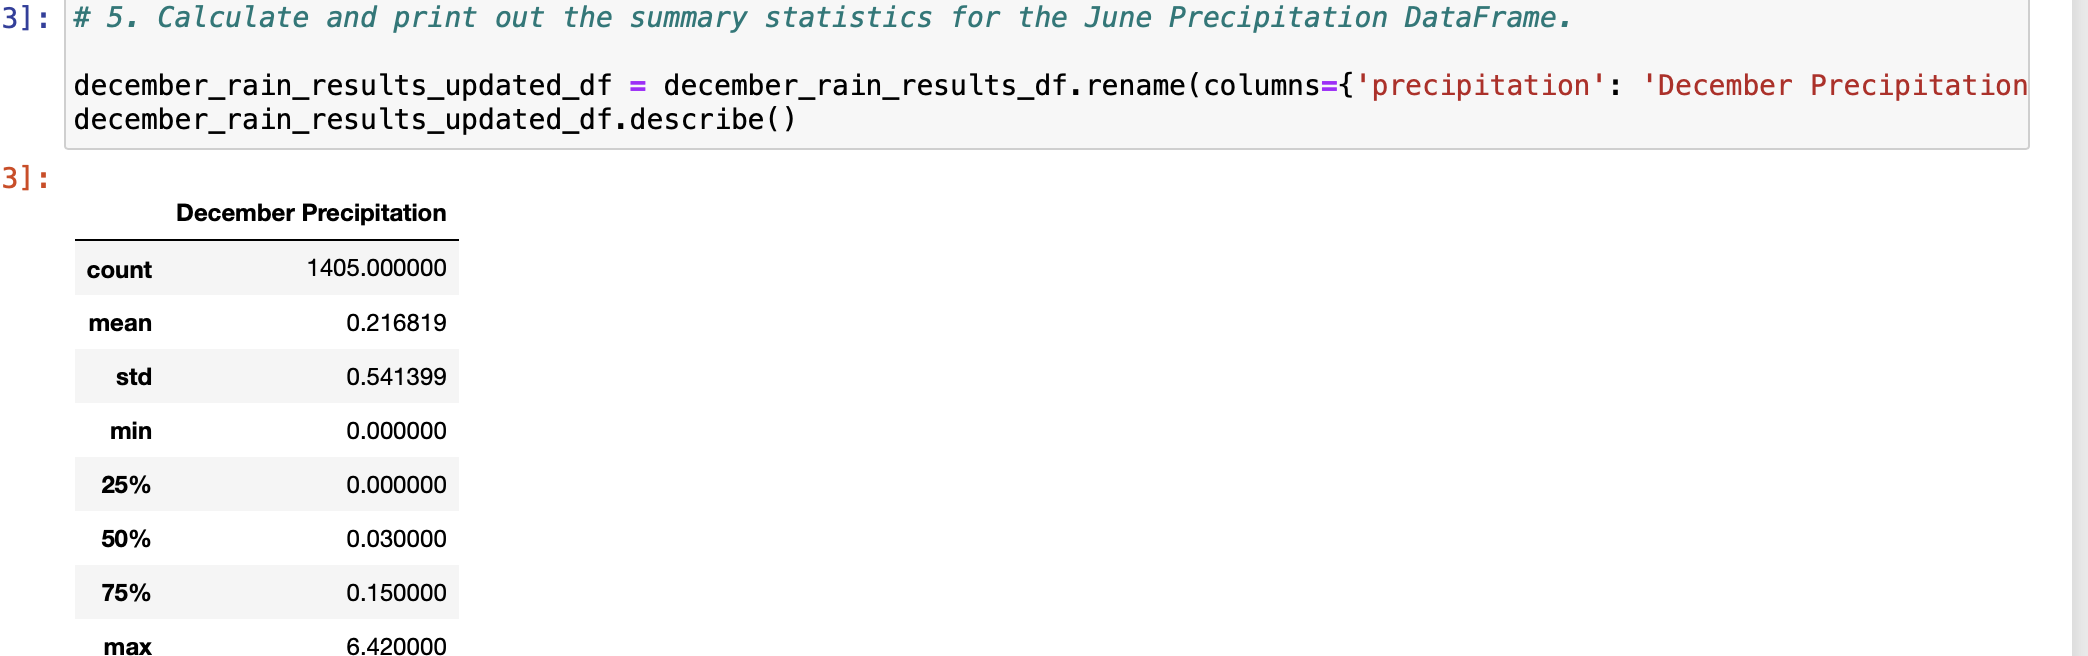 3]: # 5. Calculate and print out the summary statistics for the June Precipitation DataFrame.
december_rain_results_updated_df = december_rain_results_df.rename(columns={'precipitation': 'December Precipitation
december_rain_results_updated_df.describe()
3]:
December Precipitation
count 1405.000000
mean 0.216819
std 0.541399
min 0.000000
25% 0.000000
50% 0.030000
75% 0.150000
max 6.420000